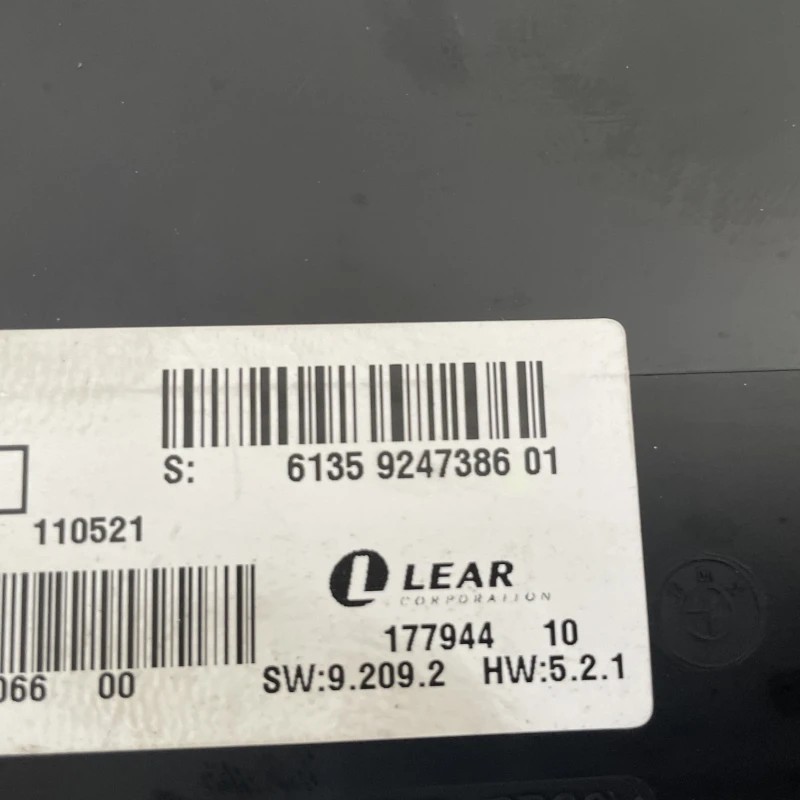 S: 6135 9247386 01
110521
LEAR
CORPORATION
177944 10
066 00
SW:9.209.2 HW:5.2.1